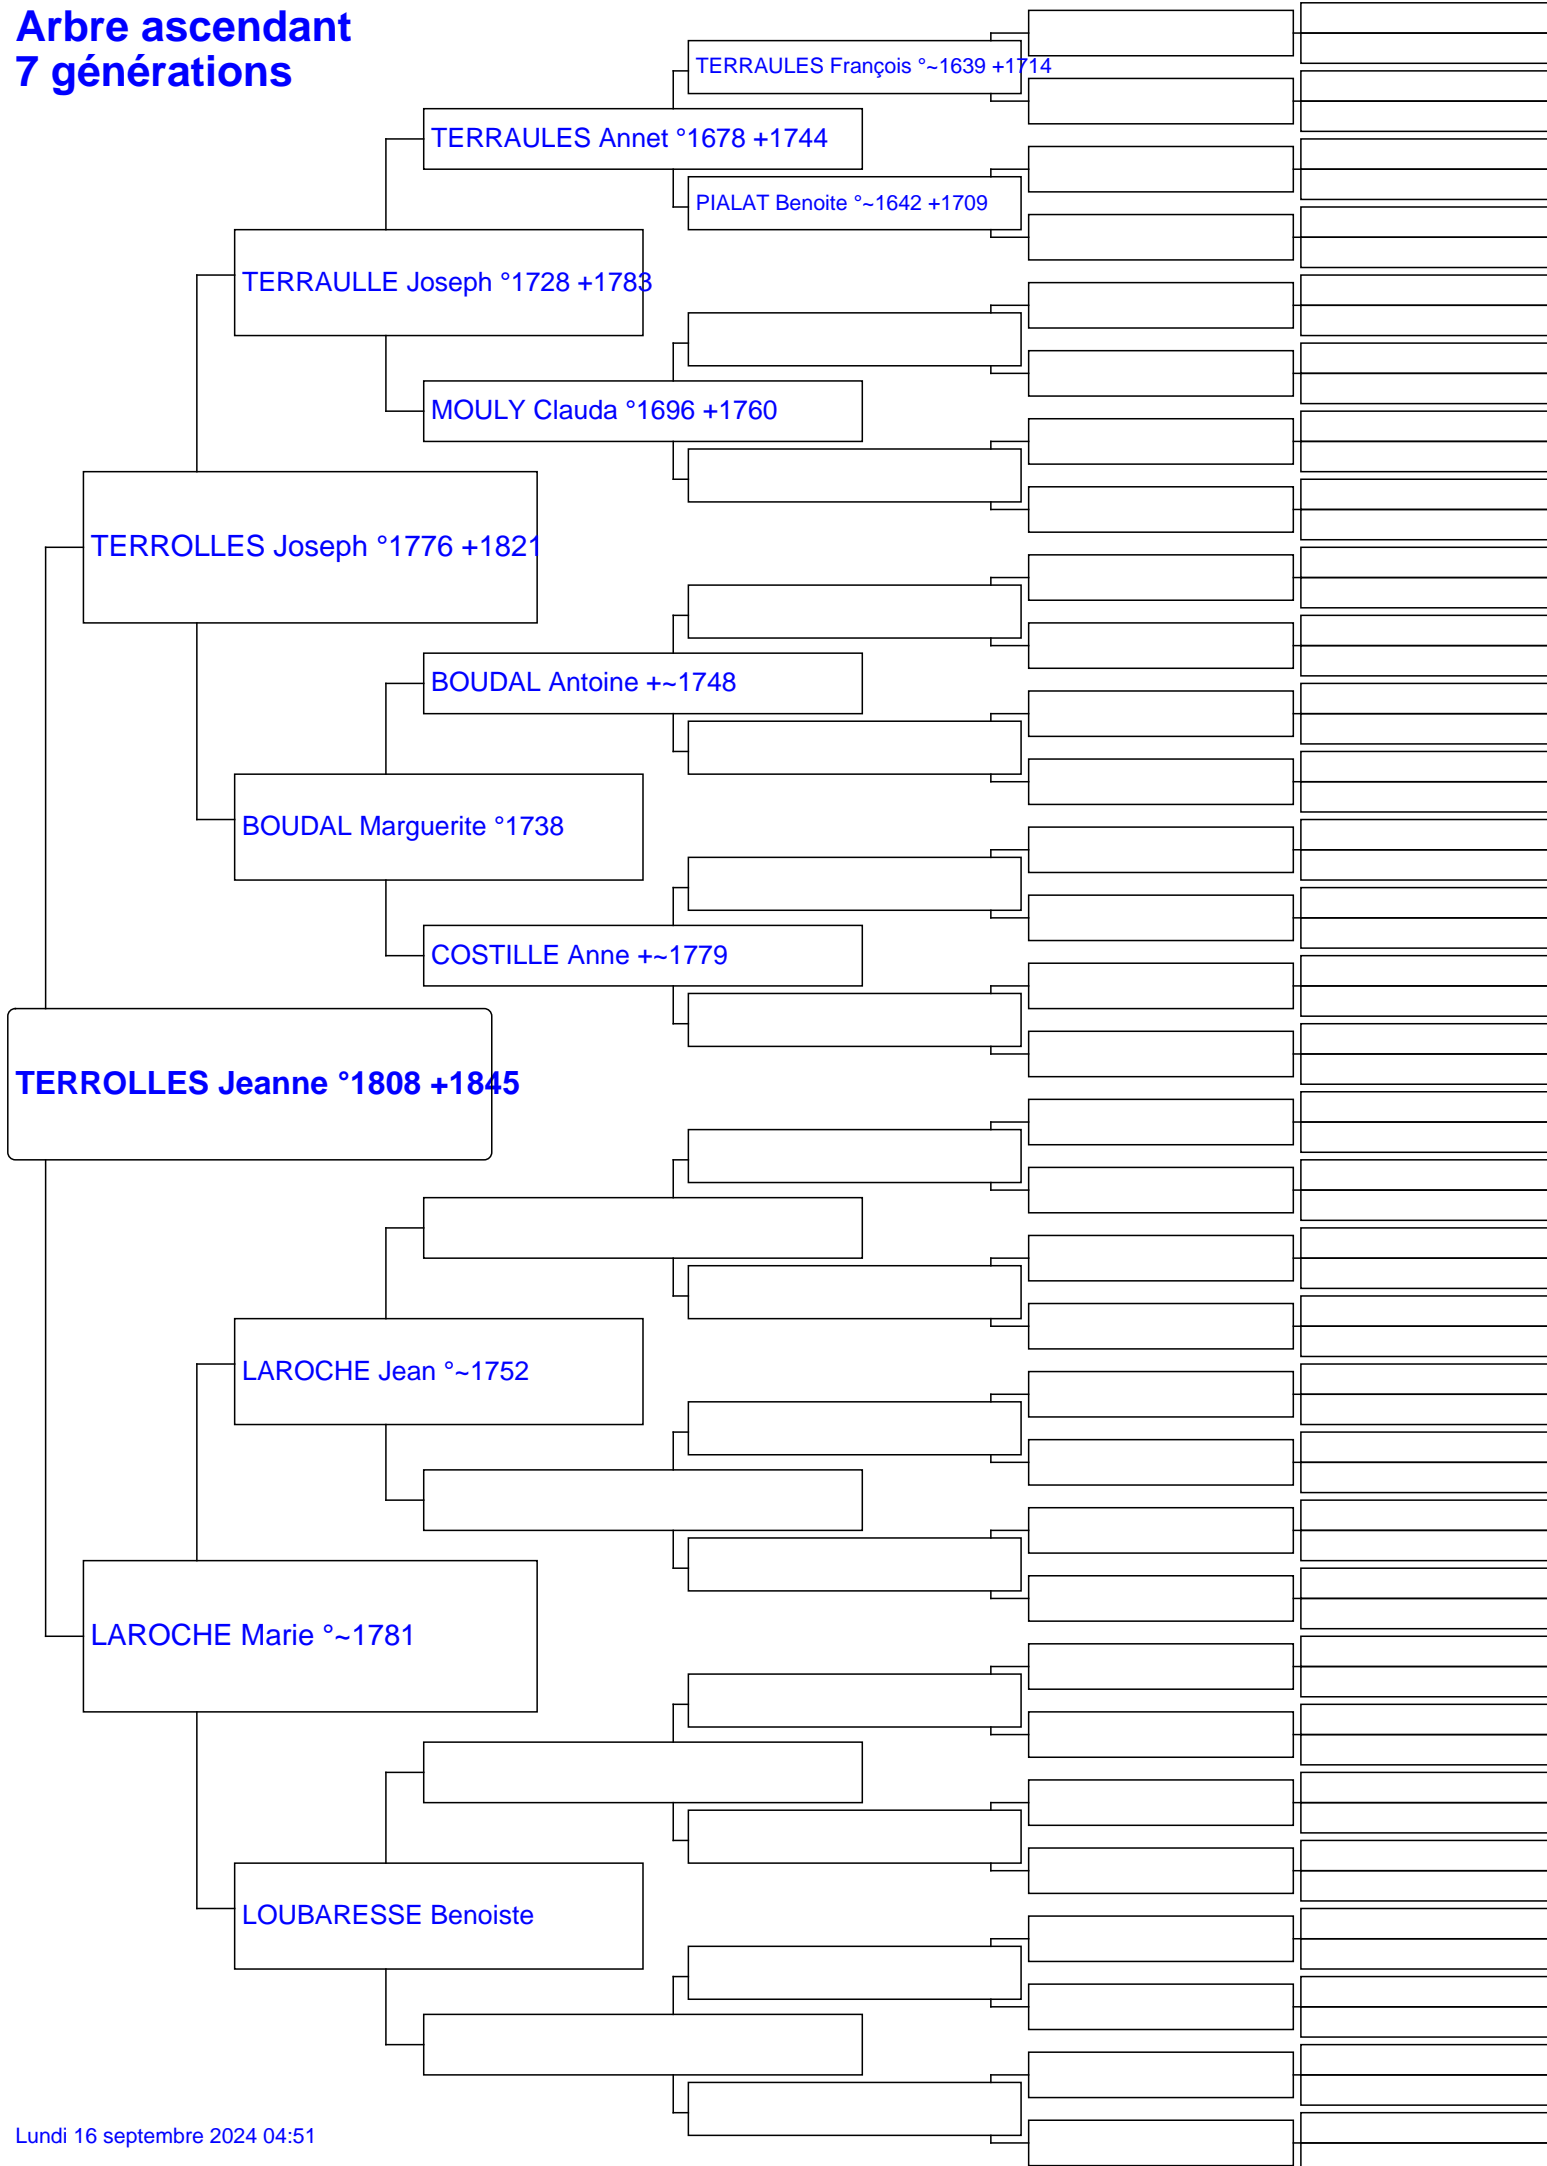 Arbre ascendant
7 générations
TERRAULES François °~1639 +1714
TERRAULES Annet °1678 +1744
PIALAT Benoite °~1642 +1709
TERRAULLE Joseph °1728 +1783
MOULY Clauda °1696 +1760
TERROLLES Joseph °1776 +1821
BOUDAL Antoine +~1748
BOUDAL Marguerite °1738
COSTILLE Anne +~1779
TERROLLES Jeanne °1808 +1845
LAROCHE Jean °~1752
LAROCHE Marie °~1781
LOUBARESSE Benoiste
Lundi 16 septembre 2024 04:51